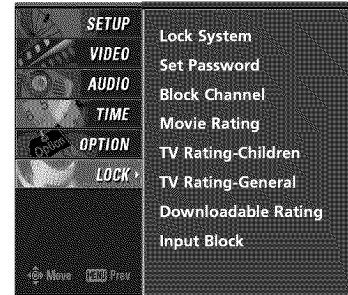 SETUP
VIDEO
AUDIO
TIME
Option OPTION
LOCK
Move MENU Prev
Lock System
Set Password
Block Channel
Movie Rating
TV Rating-Children
TV Rating-General
Downloadable Rating
Input Block